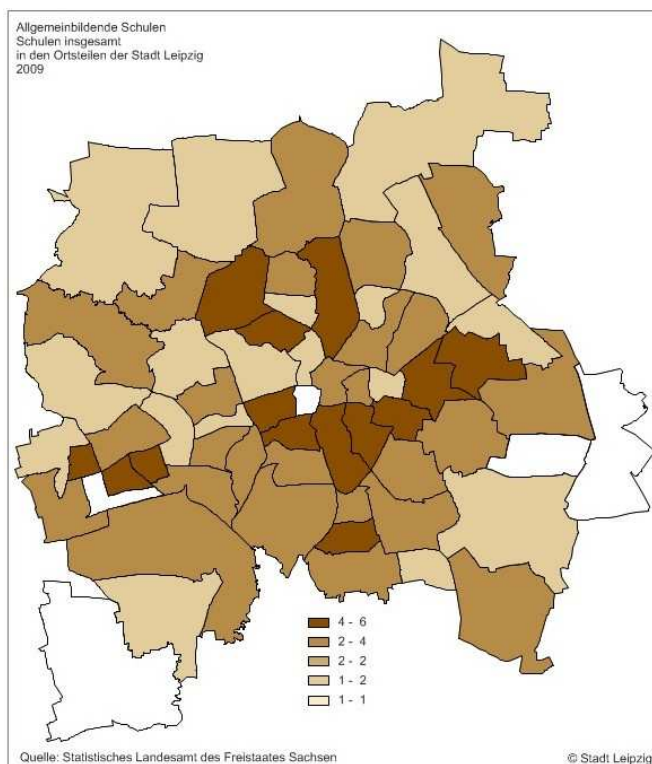 Allgemeinbildende Schulen
Schulen insgesamt
in den Ortsteilen der Stadt Leipzig
2009
4 - 6
2 - 4
2 - 2
1 - 2
1 - 1
Quelle: Statistisches Landesamt des Freistaates Sachsen
© Stadt Leipzig